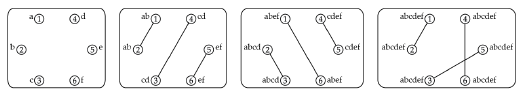 a 1 4 d
b 2 5 e
c 3 6 f
ab 1 4 cd
ab 2 5 ef
cd 3 6 ef
abef 1 4 cdef
abcd 2 5 cdef
abcd 3 6 abef
abcdef 1 4 abcdef
abcdef 2 5 abcdef
abcdef 3 6 abcdef